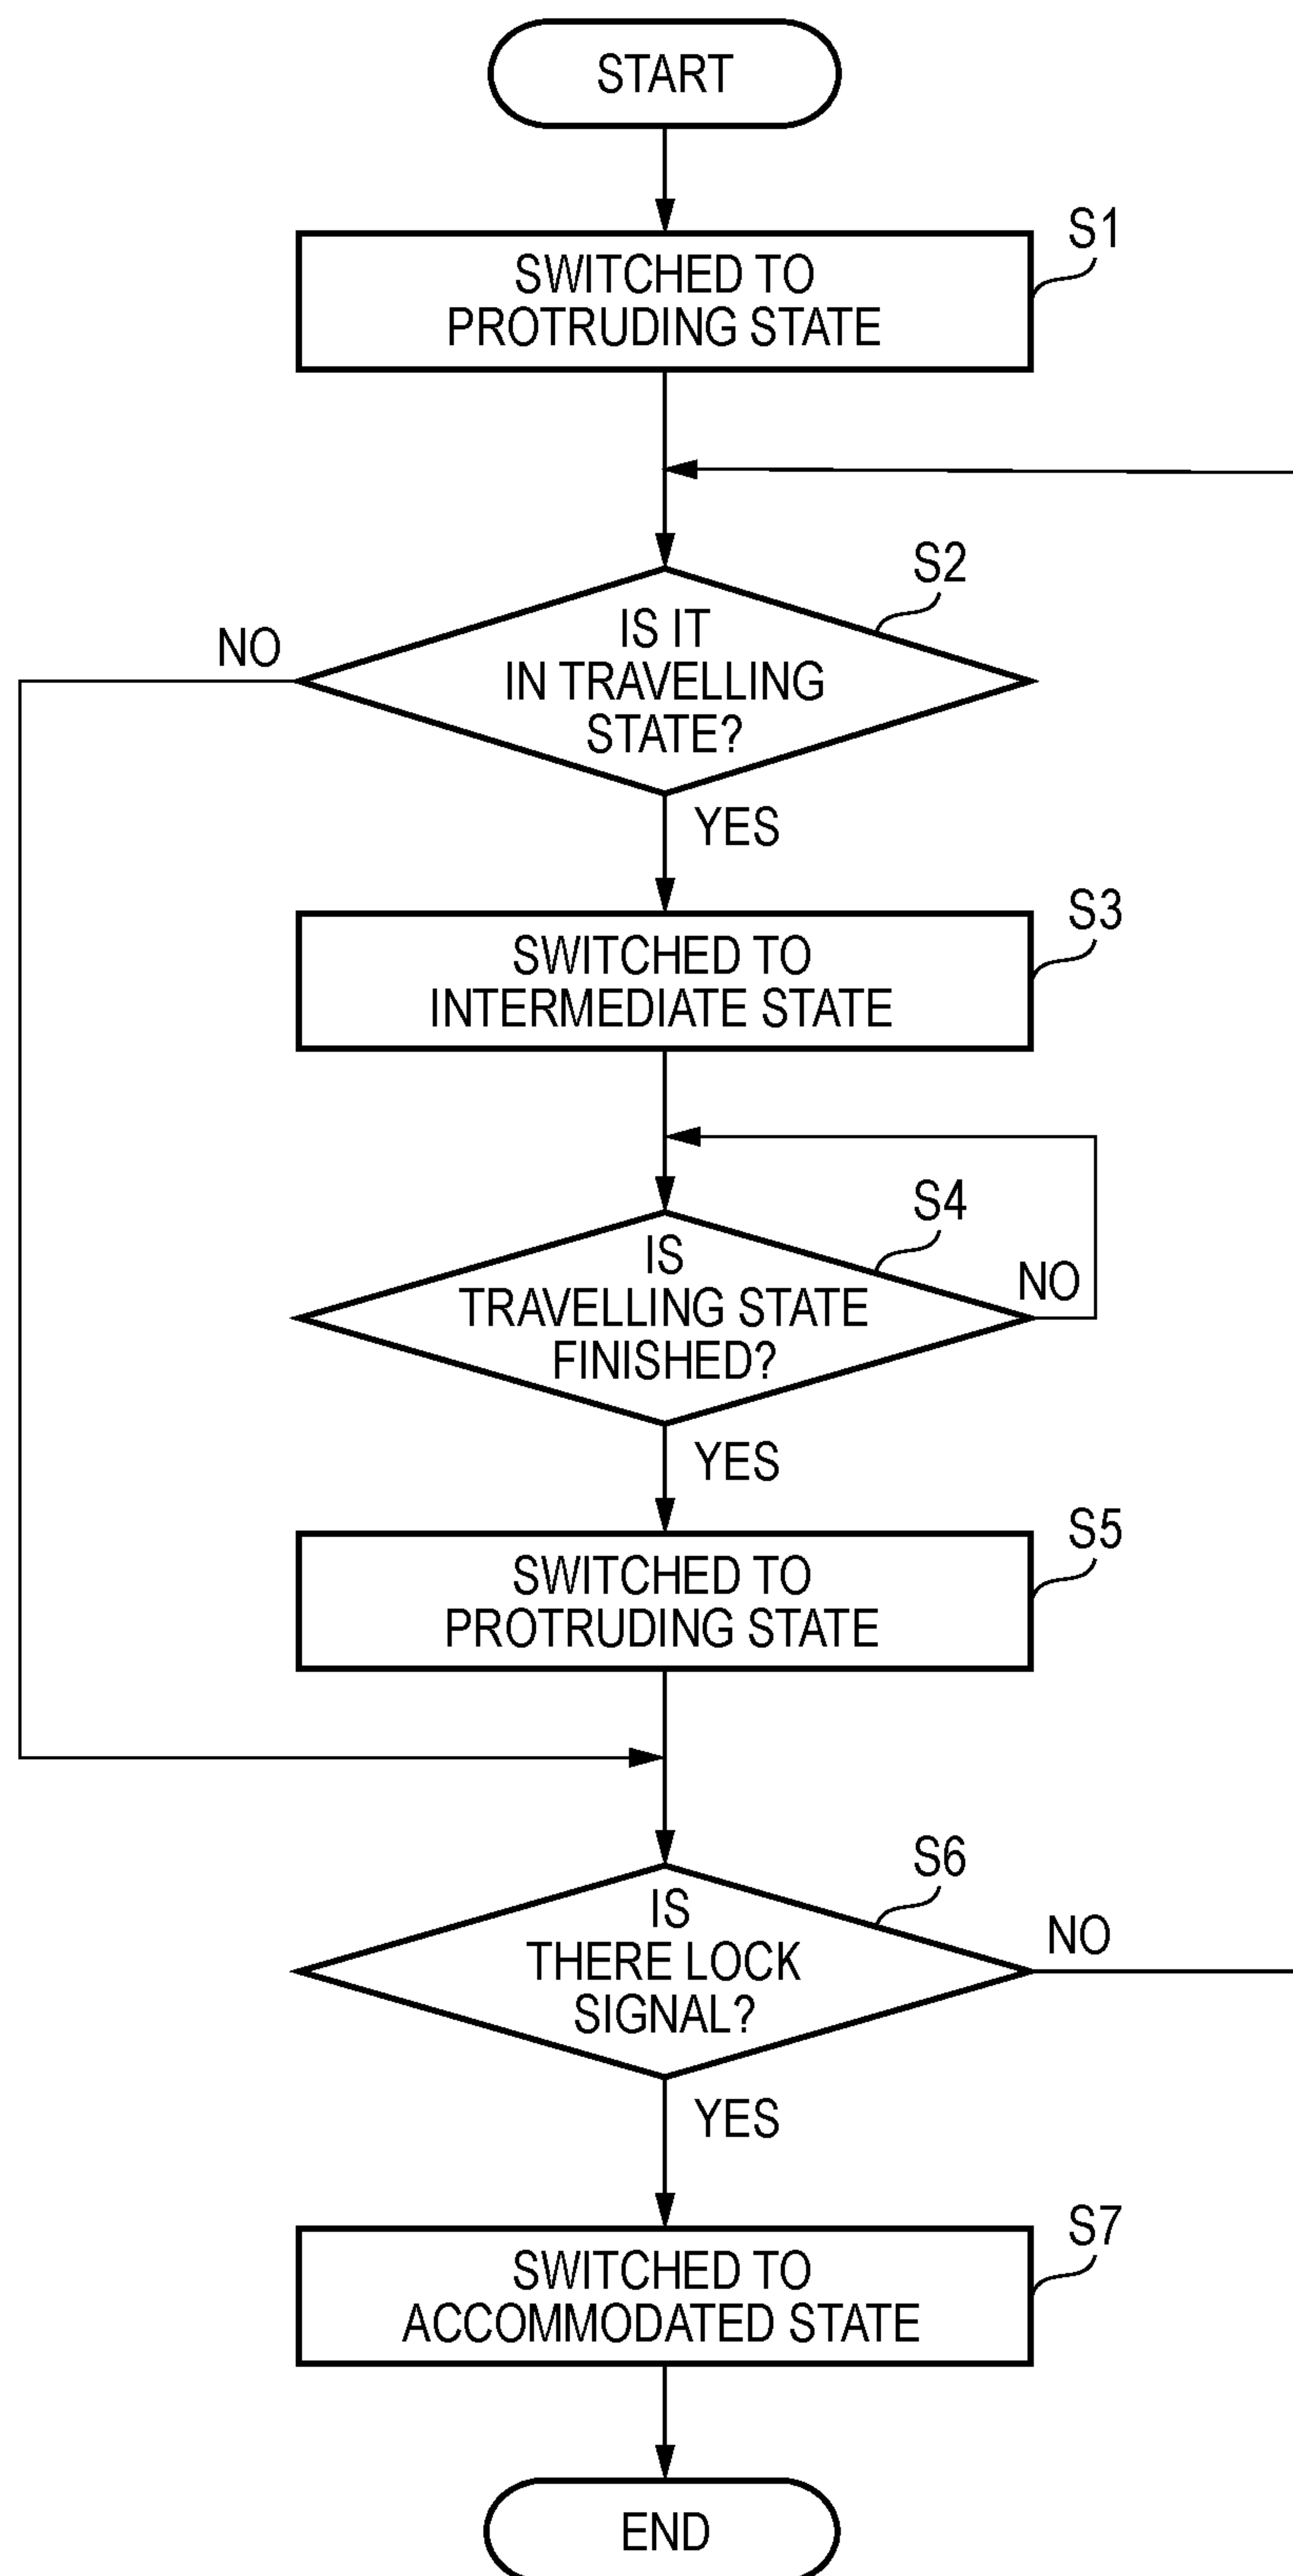 START
S1
SWITCHED TO
PROTRUDING STATE
S2
IS IT
IN TRAVELLING
STATE?
NO
YES
S3
SWITCHED TO
INTERMEDIATE STATE
S4
IS
TRAVELLING STATE
FINISHED?
NO
YES
S5
SWITCHED TO
PROTRUDING STATE
S6
IS
THERE LOCK
SIGNAL?
NO
YES
S7
SWITCHED TO
ACCOMMODATED STATE
END